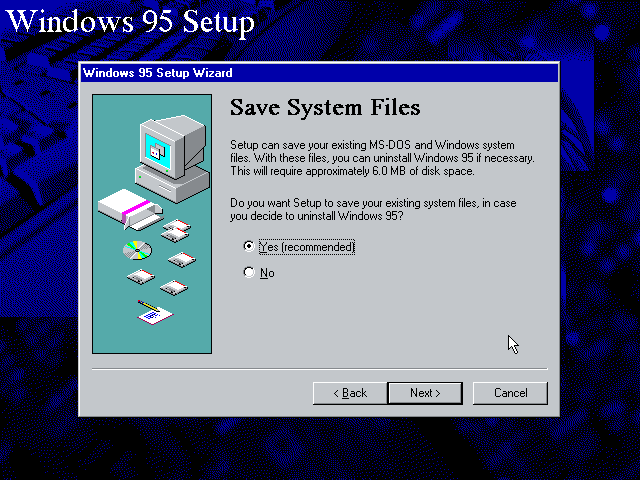 Windows 95 Setup
Windows 95 Setup Wizard
Save System Files
Setup can save your existing MS-DOS and Windows system
files. With these files, you can uninstall Windows 95 if necessary.
This will require approximately 6.0 MB of disk space.
Do you want Setup to save your existing system files, in case
you decide to uninstall Windows 95?
Yes (recommended)
No
< Back
Next >
Cancel